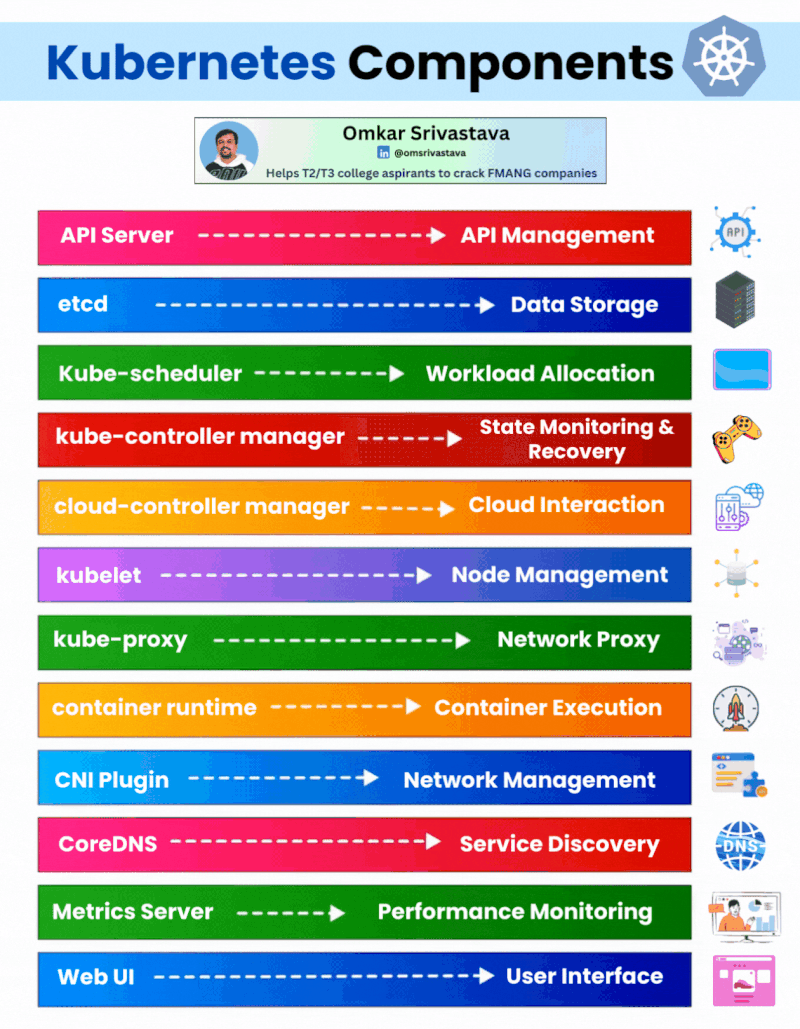 Kubernetes Components
Omkar Srivastava
in @omsrivastava
Helps T2/T3 college aspirants to crack FMANG companies
API Server API Management
API
etcd Data Storage
Kube-scheduler Workload Allocation
kube-controller manager State Monitoring &
Recovery
cloud-controller manager Cloud Interaction
kubelet Node Management
kube-proxy Network Proxy
container runtime Container Execution
CNI Plugin Network Management
CoreDNS Service Discovery
DNS
Metrics Server Performance Monitoring
Web UI User Interface